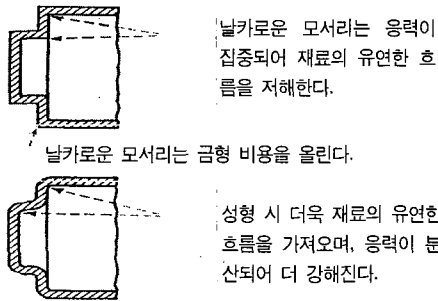 날카로운 모서리는 응력이
집중되어 재료의 유연한 흐
름을 저해한다.
날카로운 모서리는 금형 비용을 올린다.
성형 시 더욱 재료의 유연한
흐름을 가져오며, 응력이 분
산되어 더 강해진다.